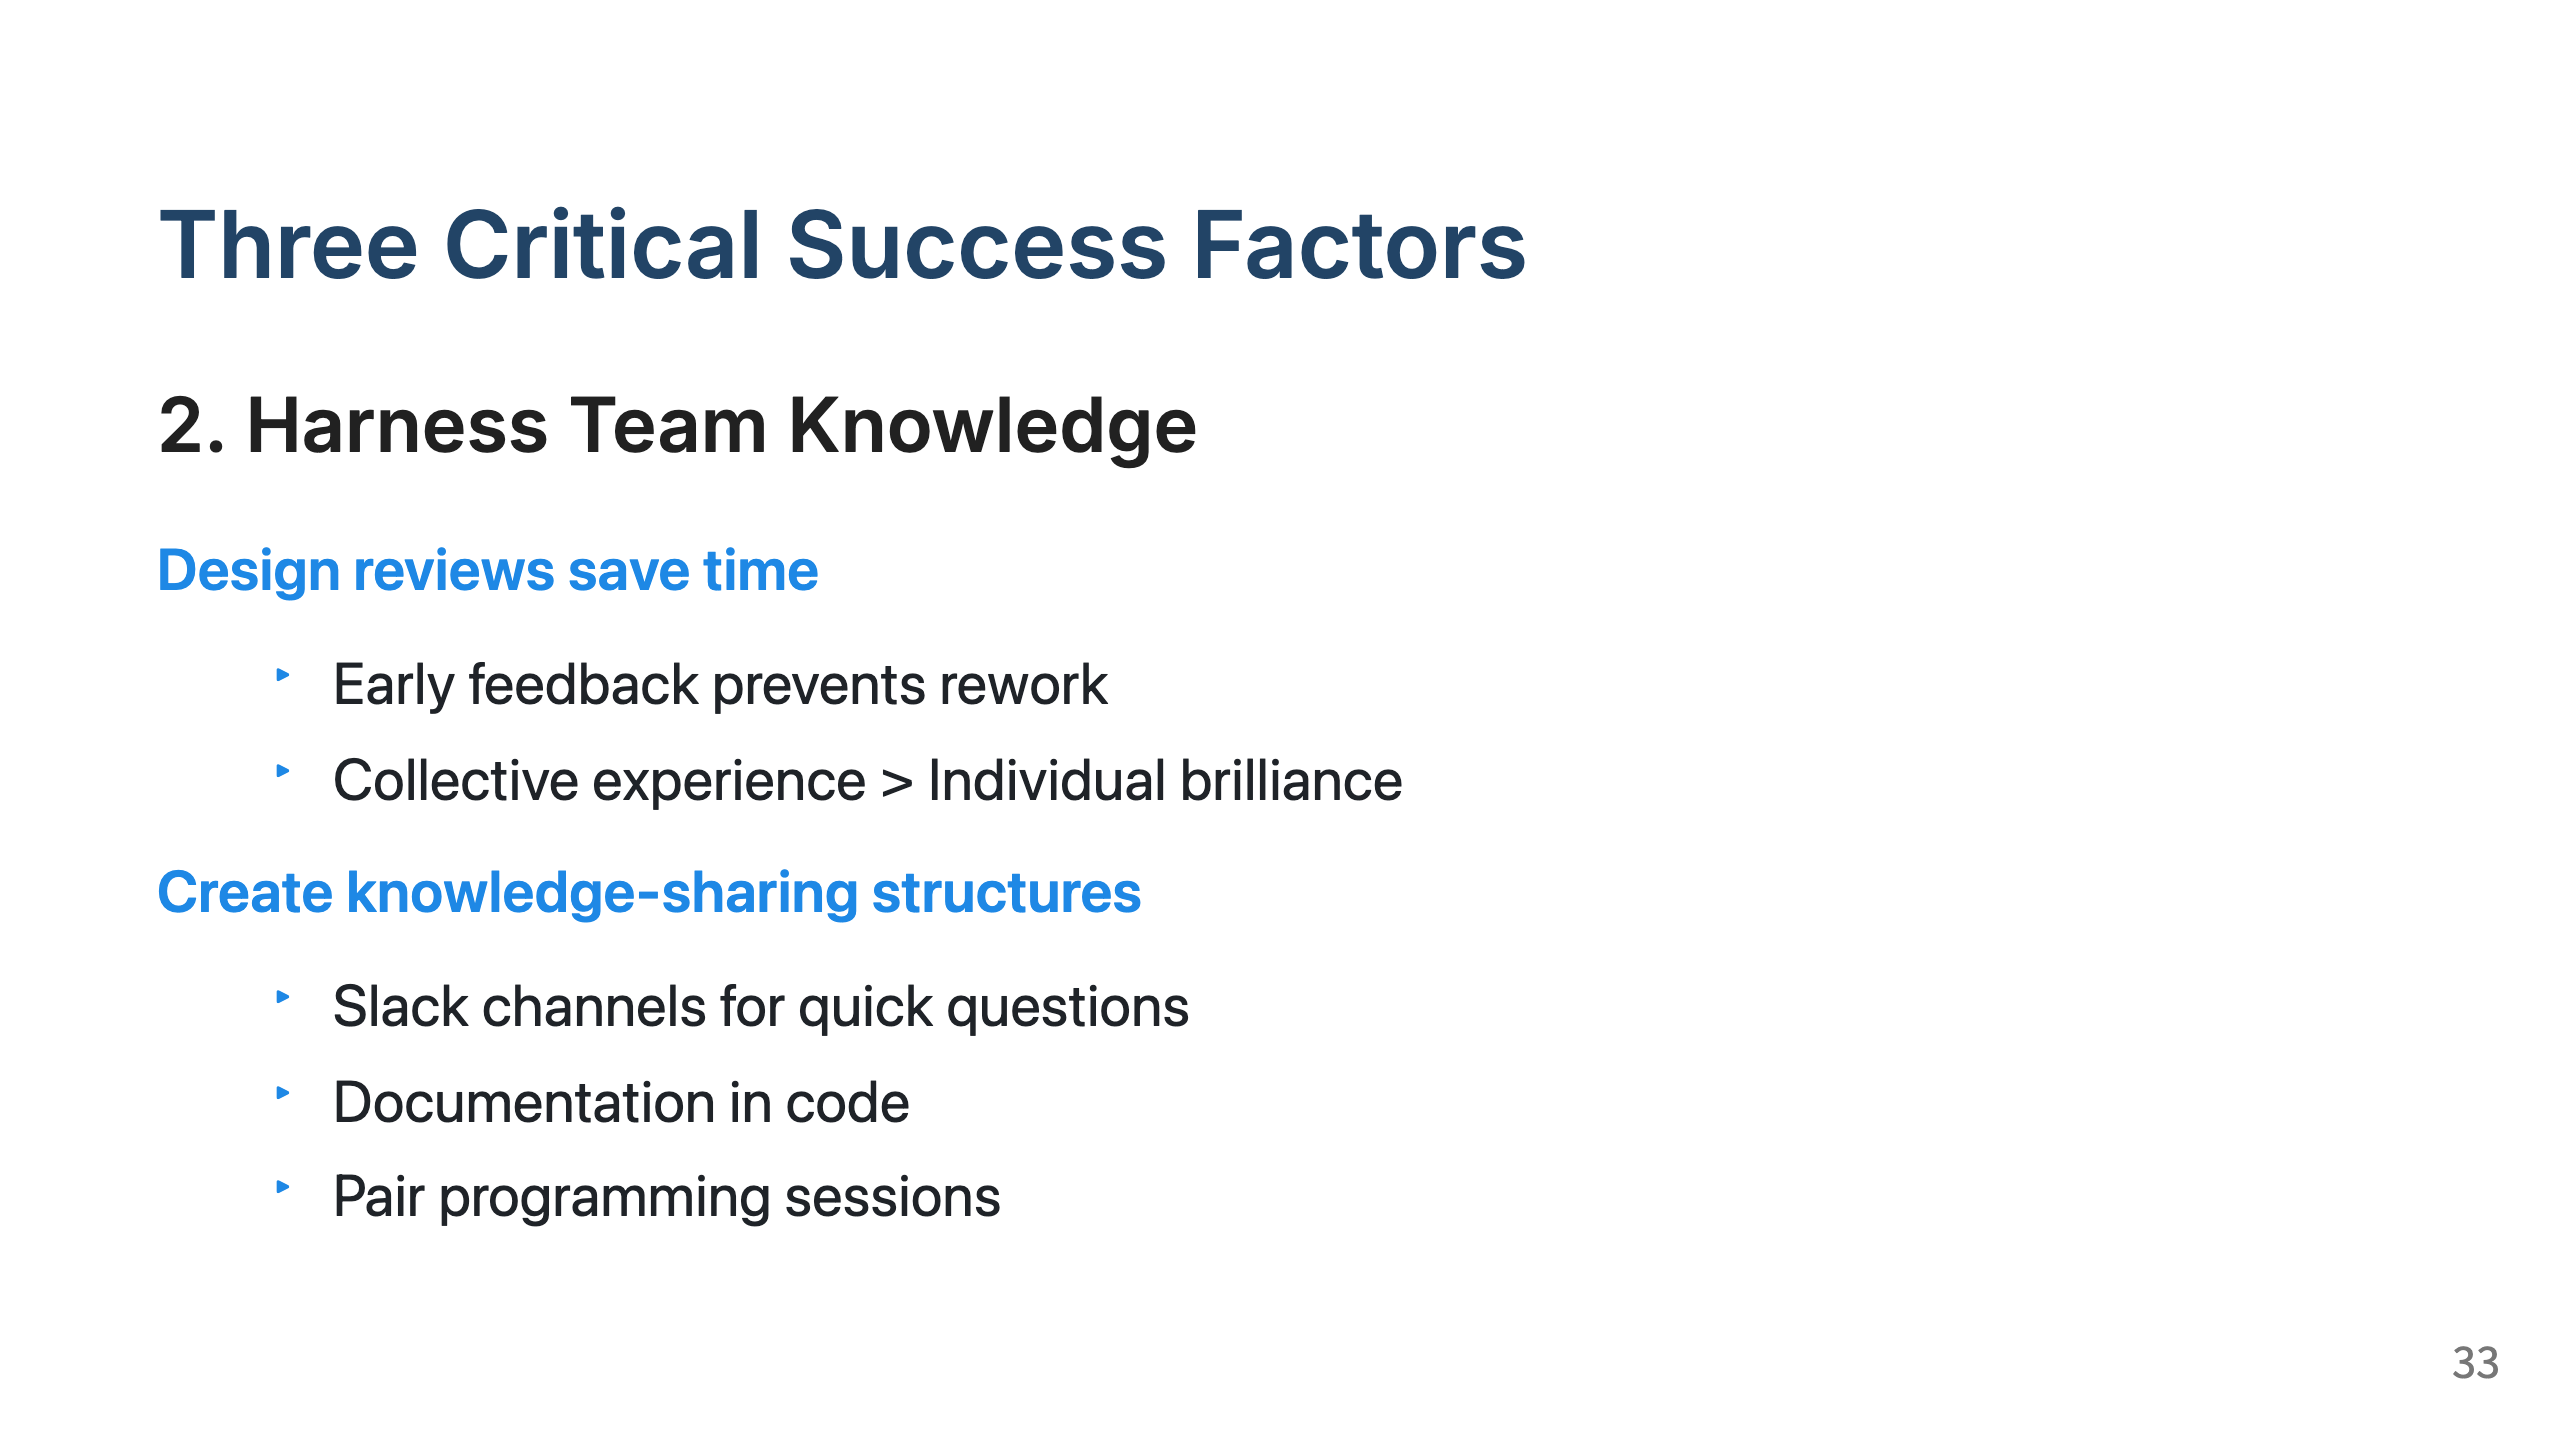 Three Critical Success Factors
2. Harness Team Knowledge
Design reviews save time
‣ Early feedback prevents rework
‣ Collective experience > Individual brilliance
Create knowledge-sharing structures
‣ Slack channels for quick questions
‣ Documentation in code
‣ Pair programming sessions
33